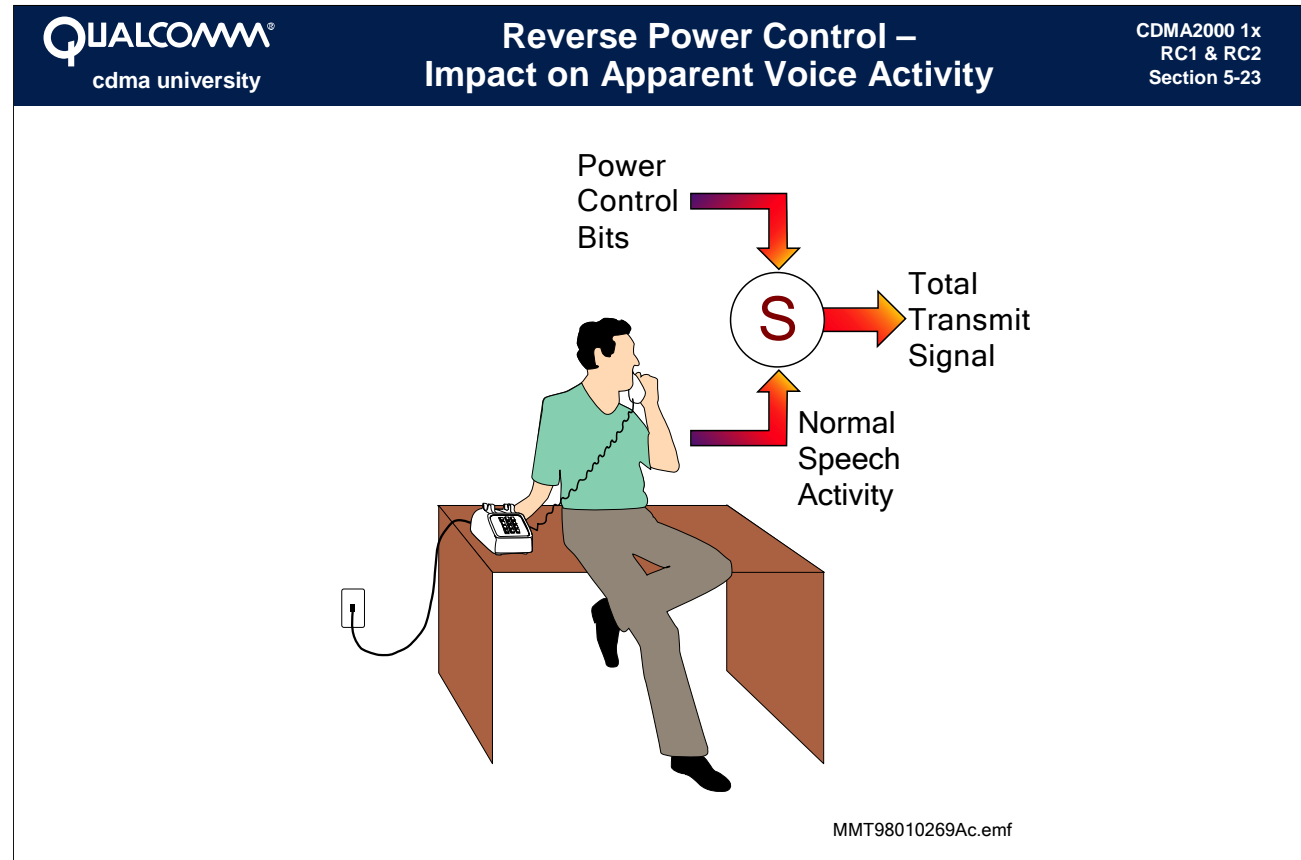 QUALCOMM®
cdma university
Reverse Power Control –
Impact on Apparent Voice Activity
CDMA2000 1x
RC1 & RC2
Section 5-23
Power
Control
Bits
S
Total
Transmit
Signal
Normal
Speech
Activity
MMT98010269Ac.emf